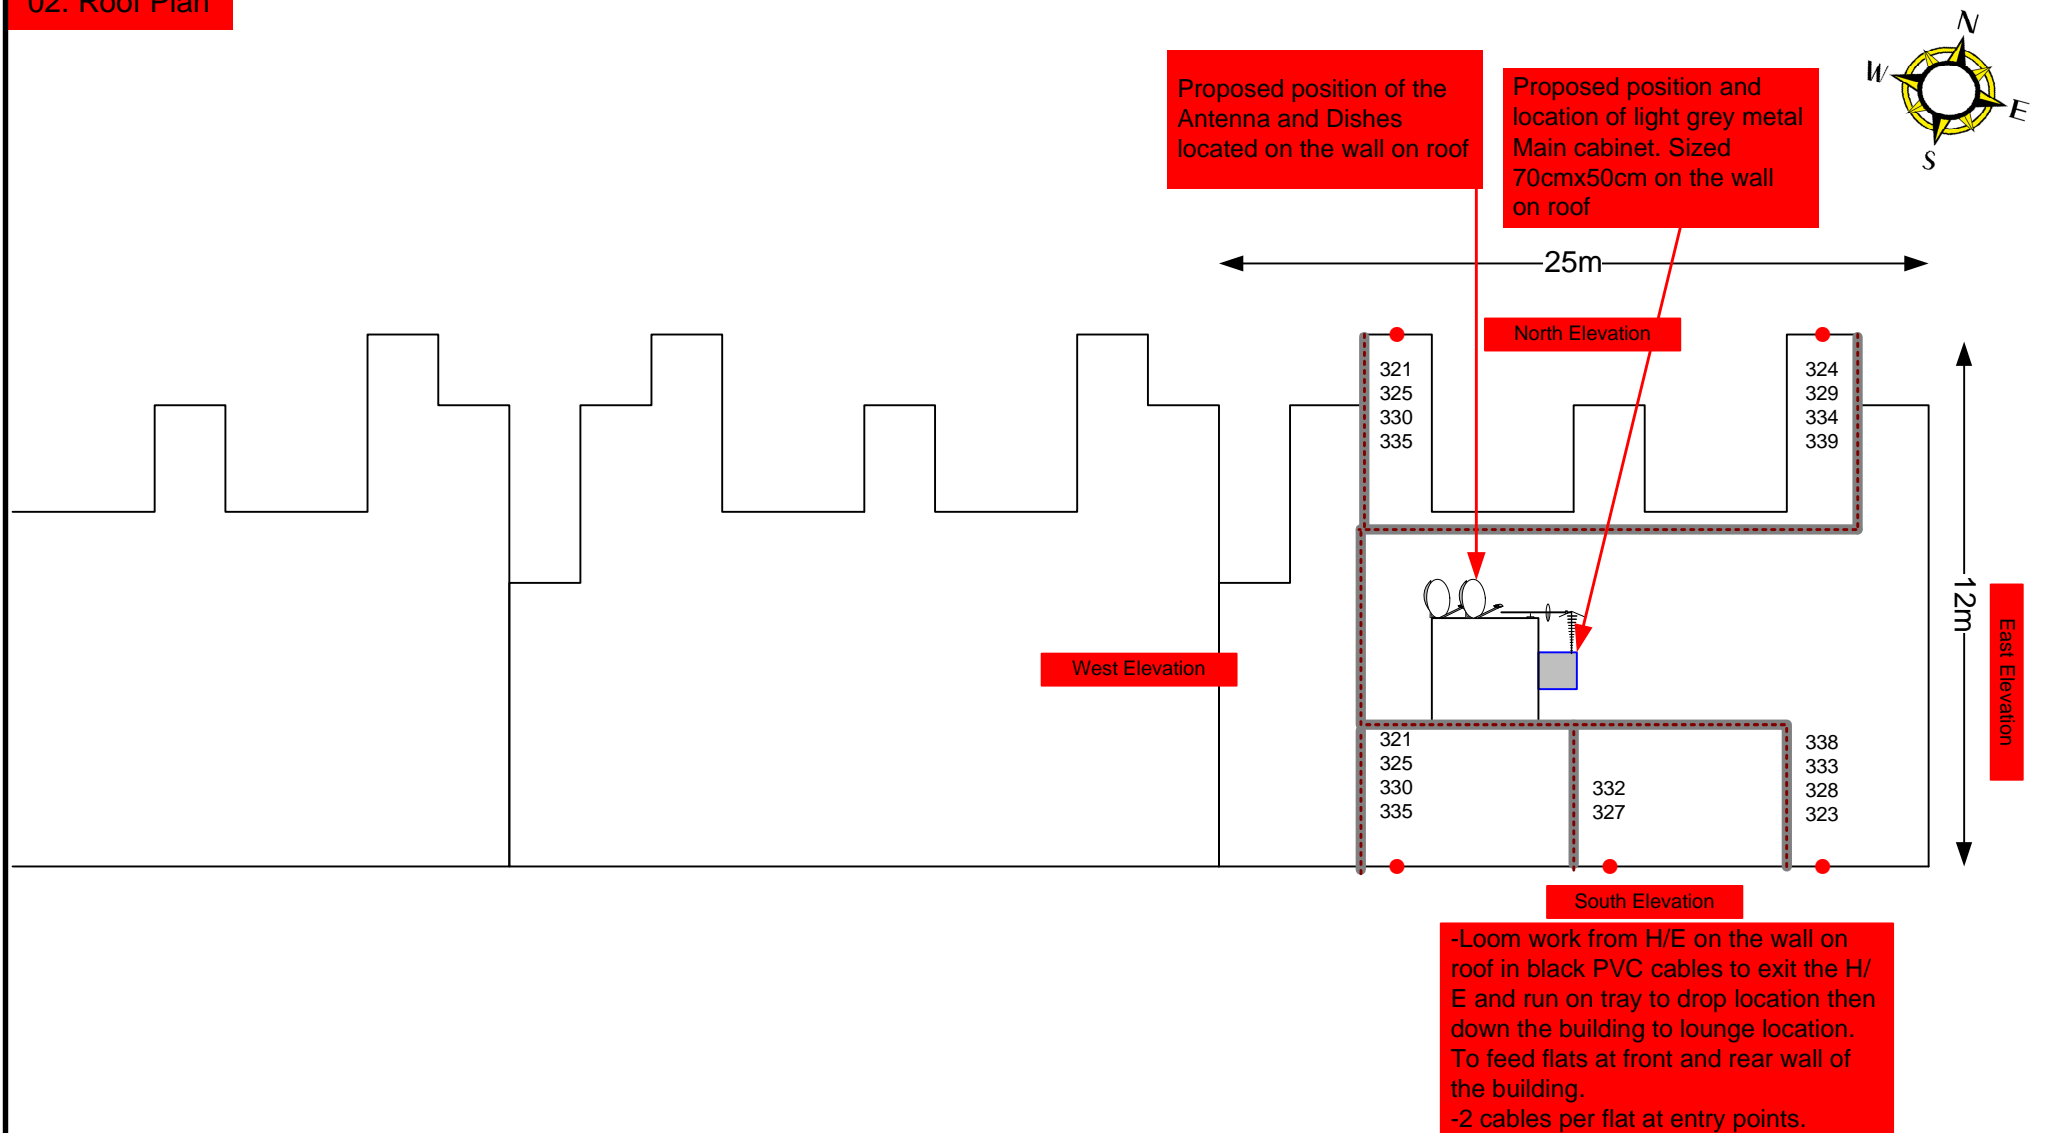 02. Roof Plan
N
W
E
S
Proposed position of the
Antenna and Dishes
located on the wall on roof
Proposed position and
location of light grey metal
Main cabinet. Sized
70cmx50cm on the wall
on roof
25m
North Elevation
321
325
330
335
324
329
334
339
12m
East Elevation
West Elevation
321
325
330
335
332
327
338
333
328
323
South Elevation
-Loom work from H/E on the wall on
roof in black PVC cables to exit the H/
E and run on tray to drop location then
down the building to lounge location.
To feed flats at front and rear wall of
the building.
-2 cables per flat at entry points.